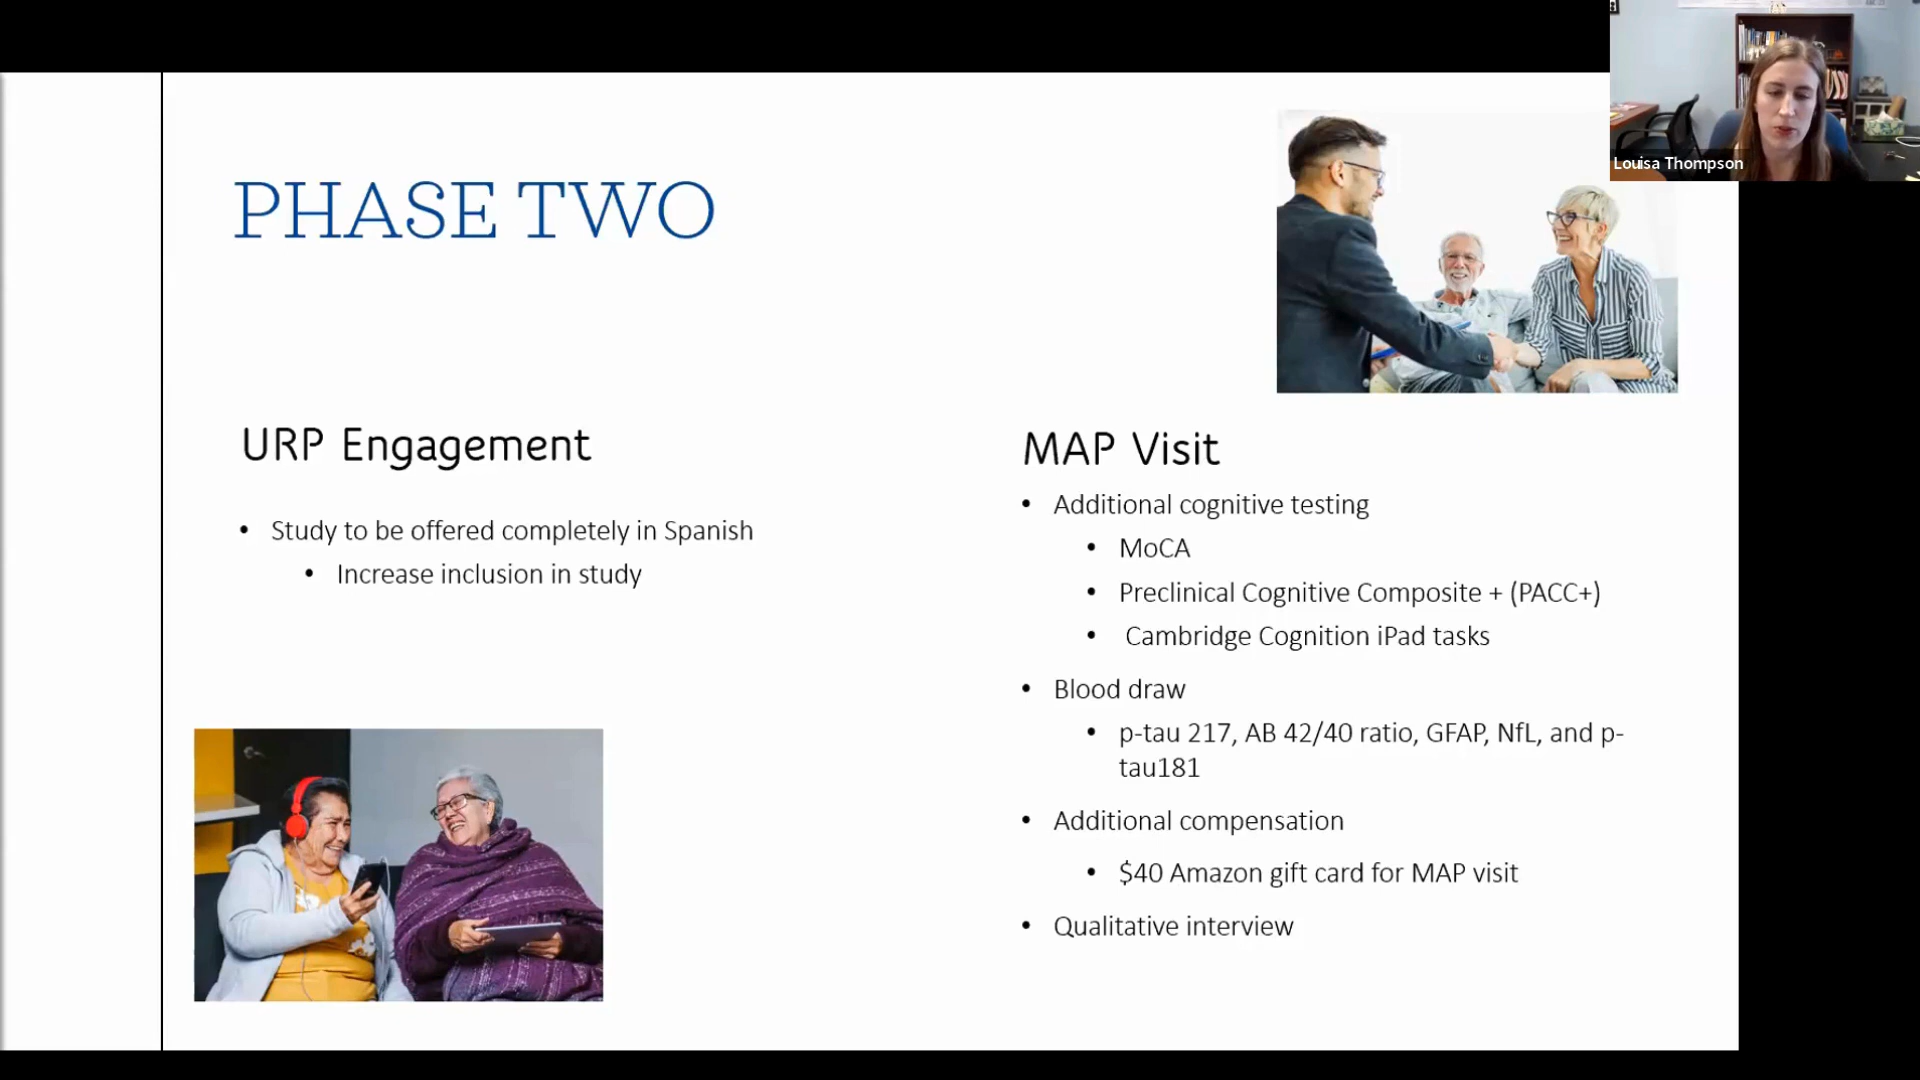 Louisa Thompson
PHASE TWO
URP Engagement
• Study to be offered completely in Spanish
• Increase inclusion in study
MAP Visit
• Additional cognitive testing
• MoCA
• Preclinical Cognitive Composite + (PACC+)
• Cambridge Cognition iPad tasks
• Blood draw
• p-tau 217, AB 42/40 ratio, GFAP, NfL, and p-
tau181
• Additional compensation
• $40 Amazon gift card for MAP visit
• Qualitative interview